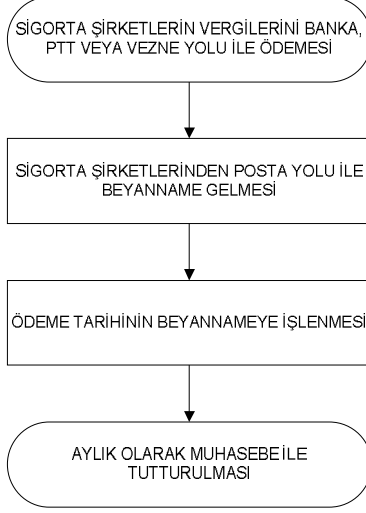 SİGORTA ŞİRKETLERİN VERGİLERİNİ BANKA,
PTT VEYA VEZNE YOLU İLE ÖDEMESİ
SİGORTA ŞİRKETLERİNDEN POSTA YOLU İLE
BEYANNAME GELMESİ
ÖDEME TARİHİNİN BEYANNAMEYE İŞLENMESİ
AYLIK OLARAK MUHASEBE İLE
TUTTURULMASI